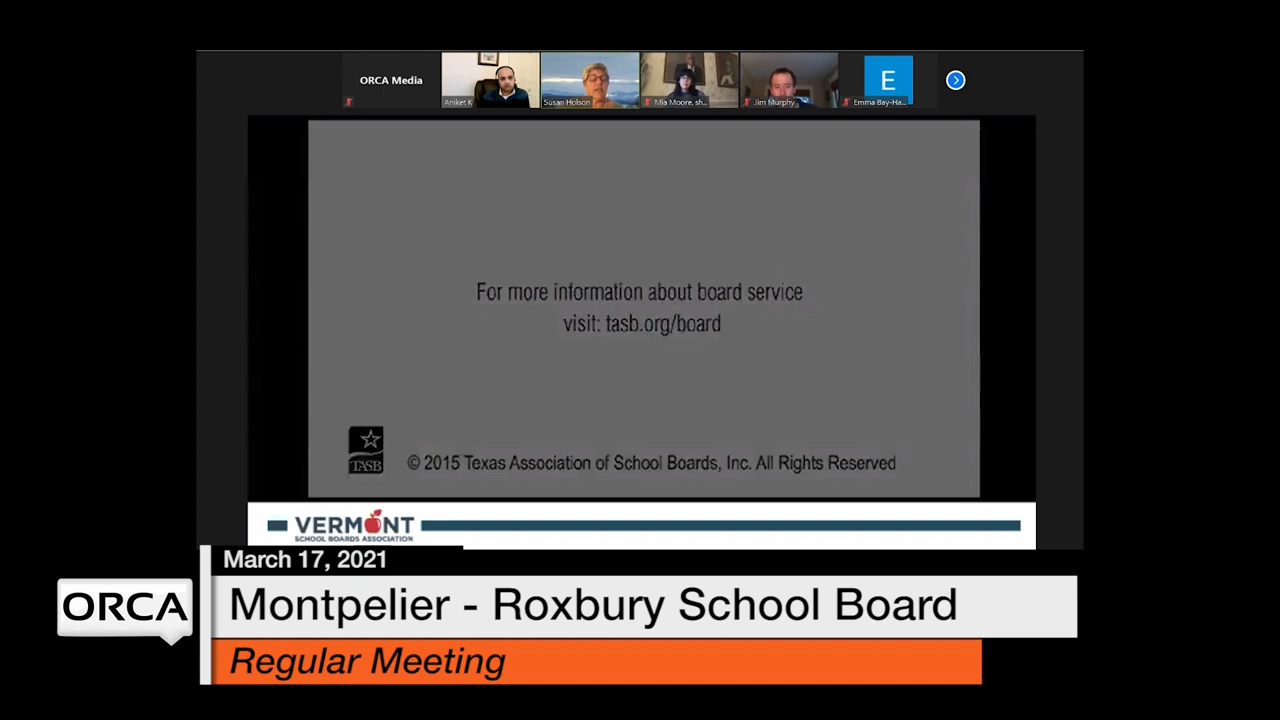 ORCA Media
Aniket K
Susan Holson
Mia Moore, sh...
Jim Murphy
E
Emma Bay-Ha...
For more information about board service
visit: tasb.org/board
TASB
© 2015 Texas Association of School Boards, Inc. All Rights Reserved
VERMONT
SCHOOL BOARDS ASSOCIATION
March 17, 2021
ORCA
Montpelier - Roxbury School Board
Regular Meeting